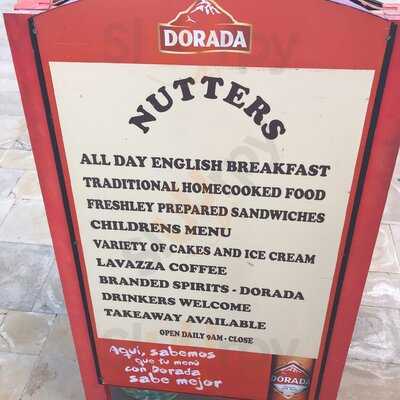 DORADA
NUTTERS
ALL DAY ENGLISH BREAKFAST
TRADITIONAL HOMECOOKED FOOD
FRESHLEY PREPARED SANDWICHES
CHILDRENS MENU
VARIETY OF CAKES AND ICE CREAM
LAVAZZA COFFEE
BRANDED SPIRITS - DORADA
DRINKERS WELCOME
TAKEAWAY AVAILABLE
OPEN DAILY 9AM - CLOSE
Aquí, sabemos
que tu menú
con Dorada
sabe mejor
DORADA